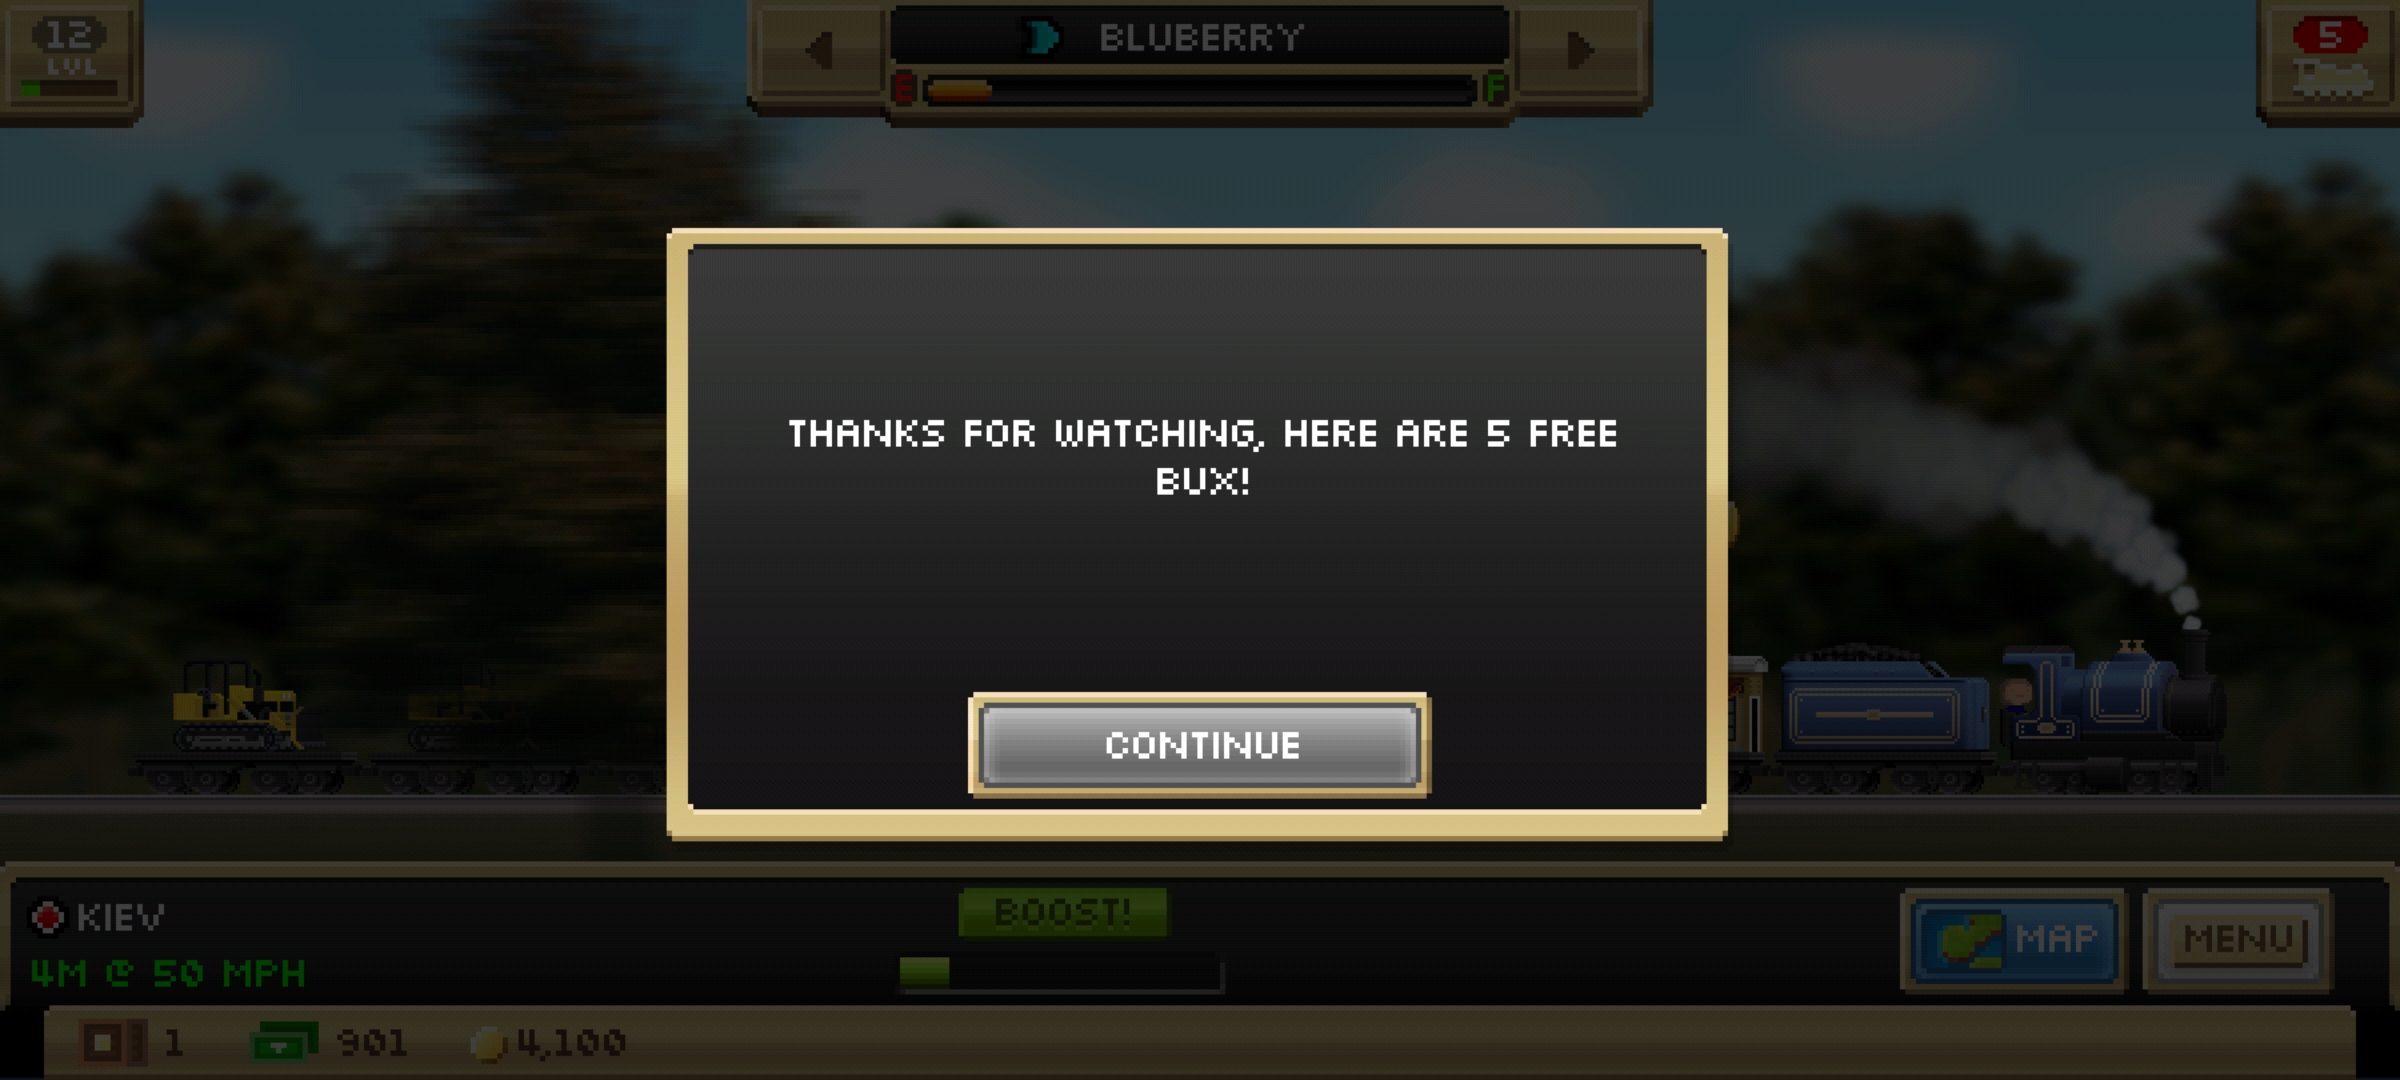 12
LVL
BLUBERRY
E
F
5
THANKS FOR WATCHING, HERE ARE 5 FREE
BUX!
CONTINUE
KIEV
4M @ 50 MPH
BOOST!
MAP
MENU
1
901
4,100